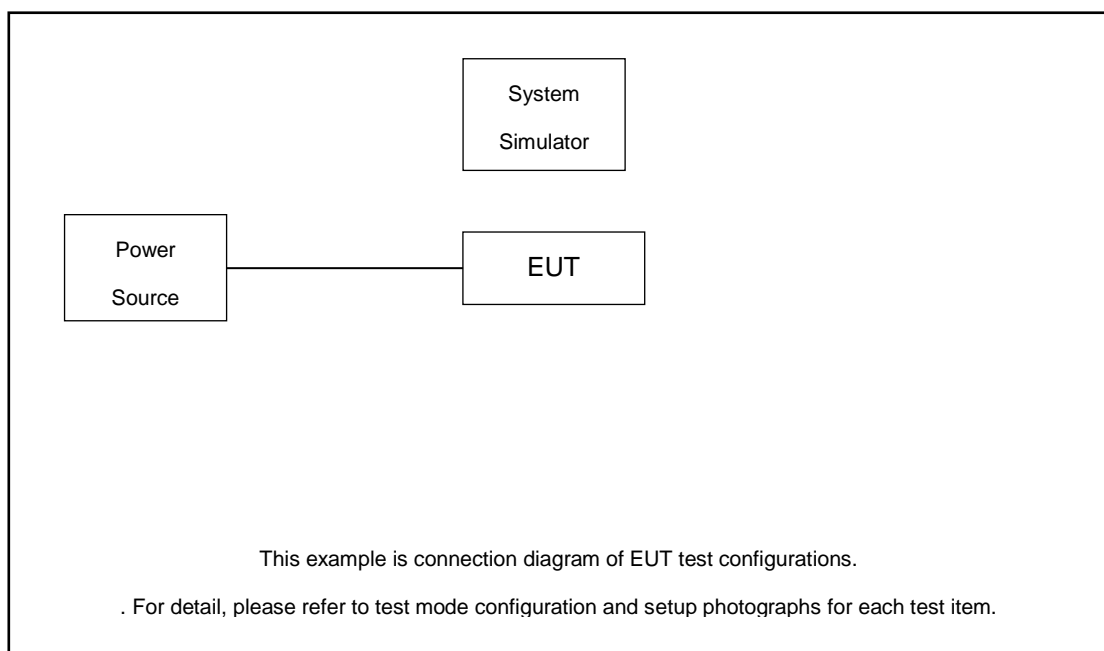 System
Simulator
Power
Source
EUT
This example is connection diagram of EUT test configurations.
. For detail, please refer to test mode configuration and setup photographs for each test item.